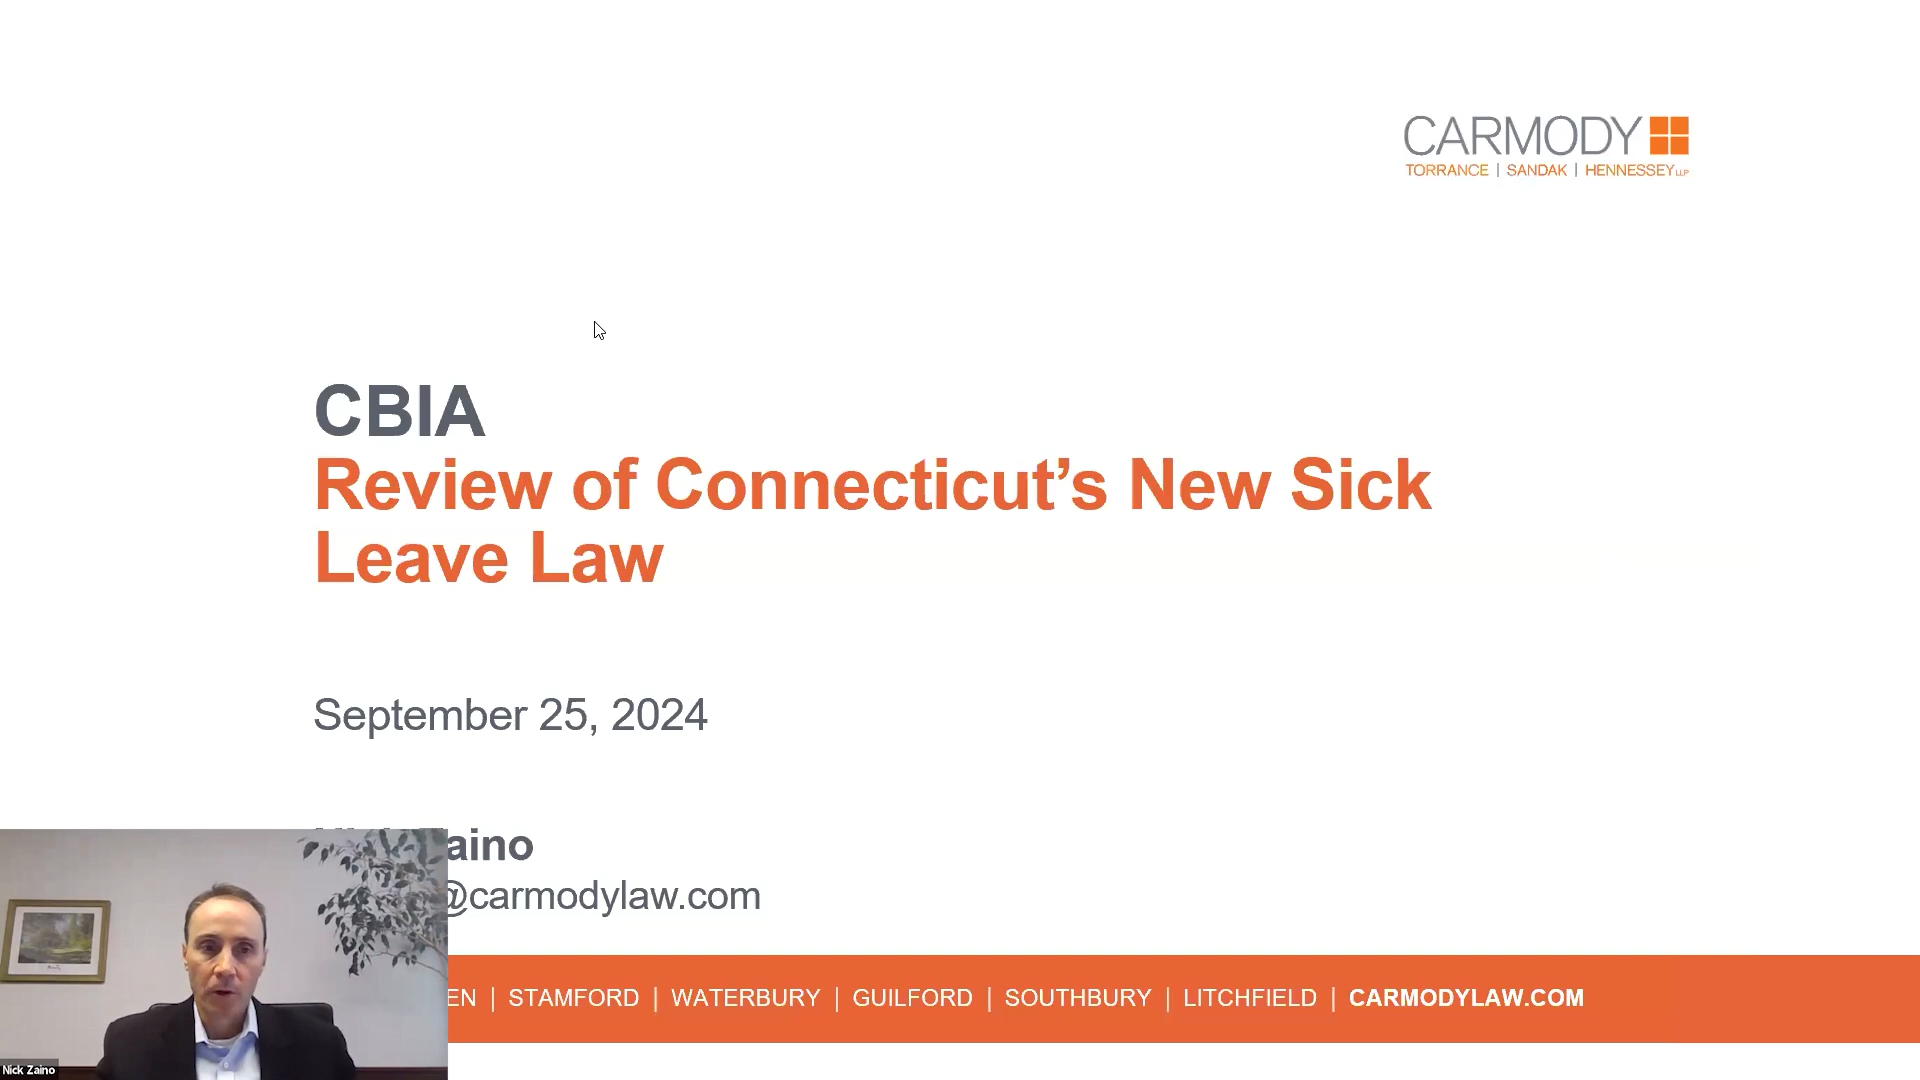 CARMODY
TORRANCE | SANDAK | HENNESSEY LLP
CBIA
Review of Connecticut’s New Sick
Leave Law
September 25, 2024
aino
@carmodylaw.com
EN | STAMFORD | WATERBURY | GUILFORD | SOUTHBURY | LITCHFIELD | CARMODYLAW.COM
Nick Zaino